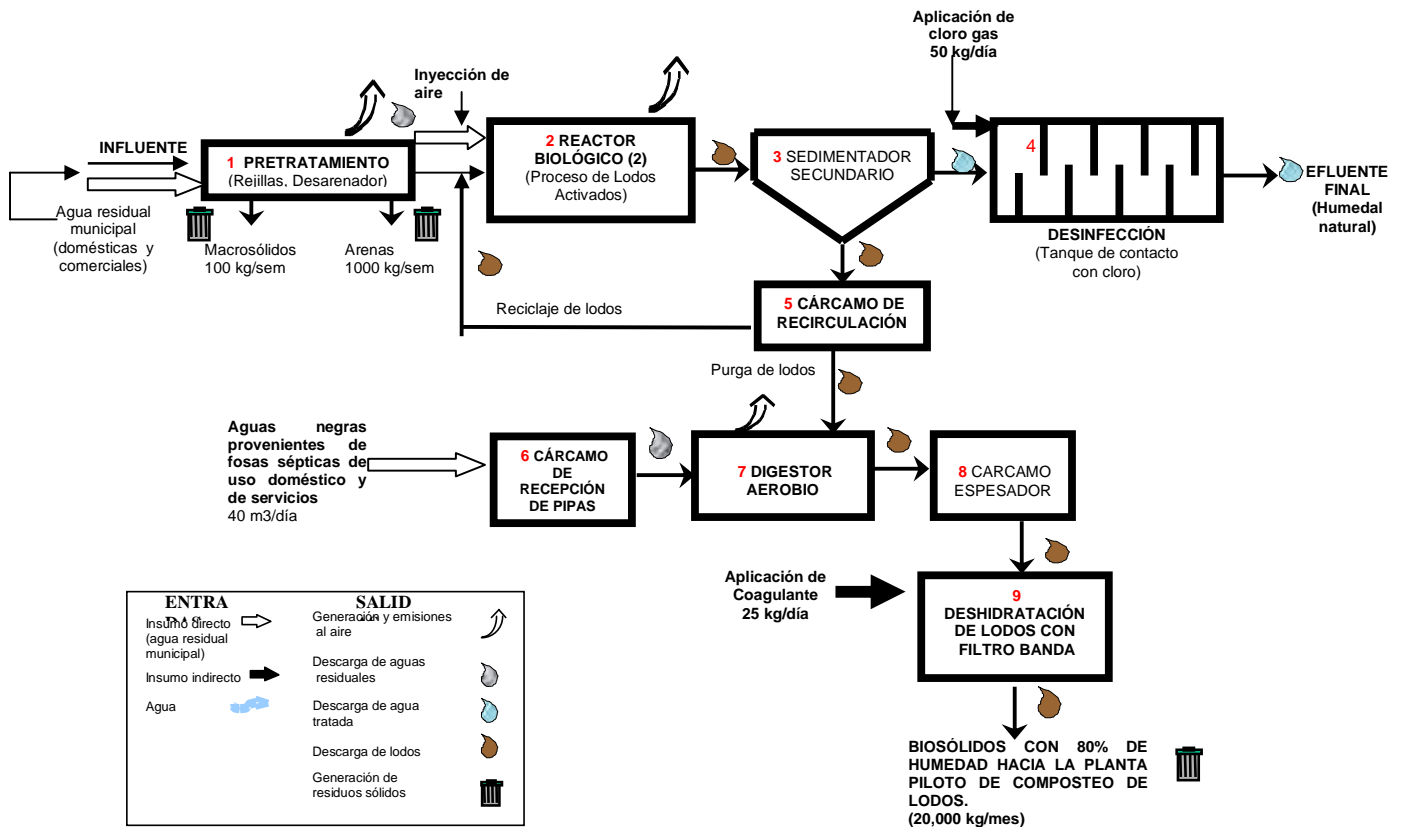 Aplicación de
cloro gas
50 kg/día
Inyección de
aire
INFLUENTE
1 PRETRATAMIENTO
(Rejillas, Desarenador)
2 REACTOR
BIOLÓGICO (2)
(Proceso de Lodos
Activados)
3 SEDIMENTADOR
SECUNDARIO
4
EFLUENTE
FINAL
(Humedal
natural)
Agua residual
municipal
(domésticas y
comerciales)
Macrosólidos
100 kg/sem
Arenas
1000 kg/sem
DESINFECCIÓN
(Tanque de contacto
con cloro)
Reciclaje de lodos
5 CÁRCAMO DE
RECIRCULACIÓN
Purga de lodos
Aguas negras
provenientes de
fosas sépticas de
uso doméstico y
de servicios
40 m3/día
6 CÁRCAMO
DE
RECEPCIÓN
DE PIPAS
7 DIGESTOR
AEROBIO
8 CARCAMO
ESPESADOR
Aplicación de
Coagulante
25 kg/día
9
DESHIDRATACIÓN
DE LODOS CON
FILTRO BANDA
BIOSÓLIDOS CON 80% DE
HUMEDAD HACIA LA PLANTA
PILOTO DE COMPOSTEO DE
LODOS.
(20,000 kg/mes)
ENTRA
SALID
Insumo directo
(agua residual
municipal)
Insumo indirecto
Agua
Generación y emisiones
al aire
Descarga de aguas
residuales
Descarga de agua
tratada
Descarga de lodos
Generación de
residuos sólidos